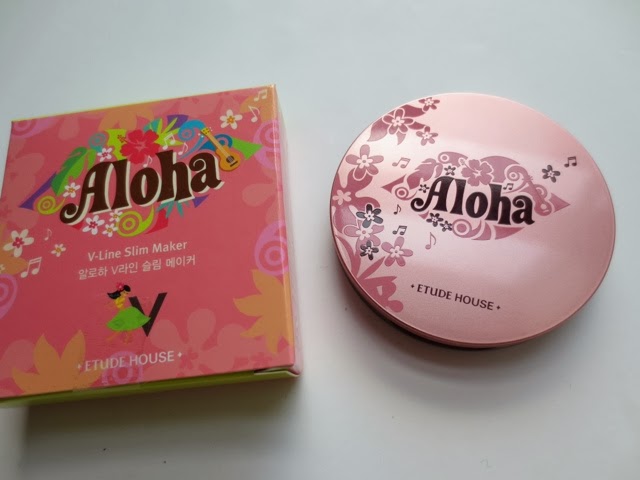 Aloha
V-Line Slim Maker
알로하 V라인 슬림 메이커
V
ETUDE HOUSE
Aloha
ETUDE HOUSE